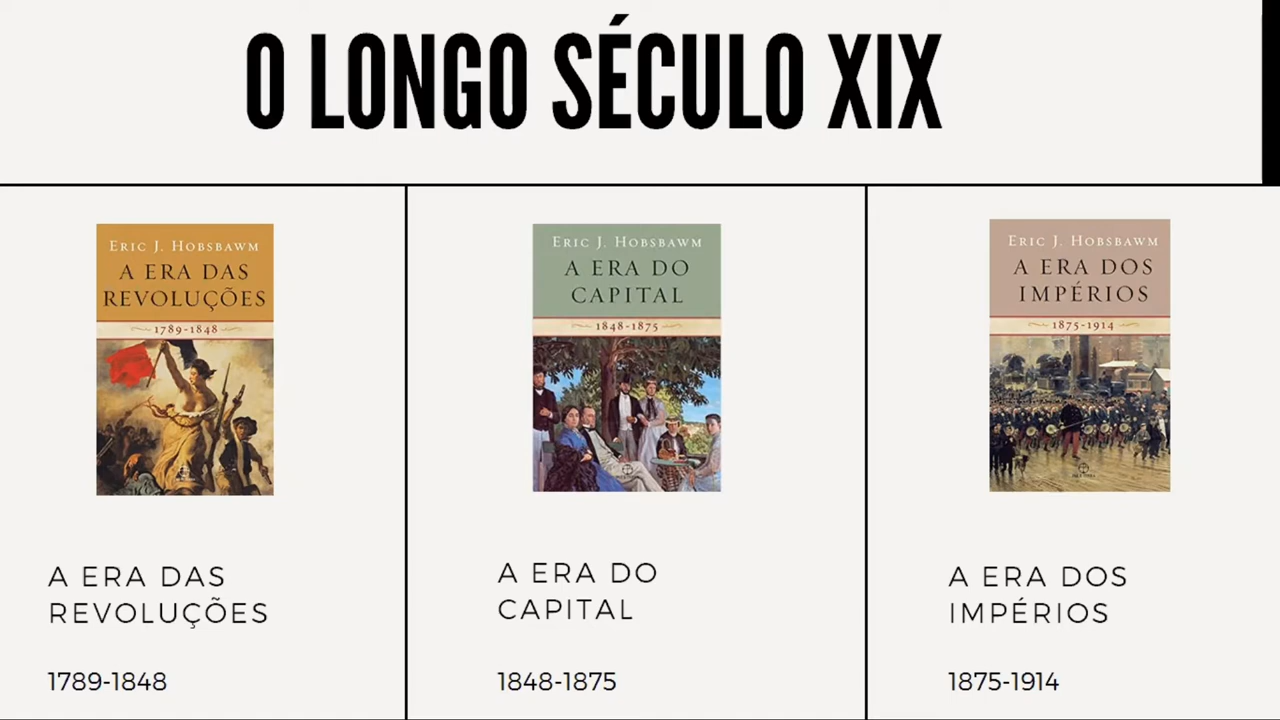 O LONGO SÉCULO XIX
ERIC J. HOBSBAWM
A ERA DAS
REVOLUÇÕES
1789-1848
A ERA DAS
REVOLUÇÕES
1789-1848
ERIC J. HOBSBAWM
A ERA DO
CAPITAL
1848-1875
A ERA DO
CAPITAL
1848-1875
ERIC J. HOBSBAWM
A ERA DOS
IMPÉRIOS
1875-1914
A ERA DOS
IMPÉRIOS
1875-1914